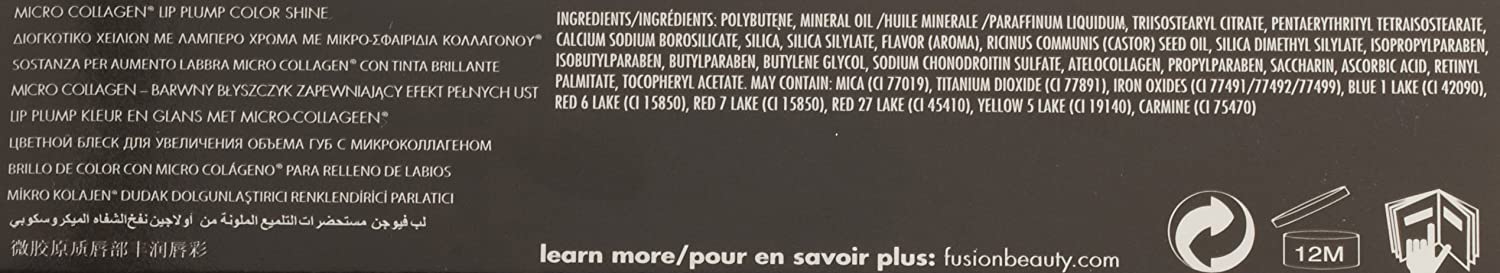 MICRO COLLAGEN® LIP PLUMP COLOR SHINE
ΔΙΟΓΚΩΤΙΚΟ ΧΕΙΛΙΩΝ ΜΕ ΛΑΜΠΕΡΟ ΧΡΩΜΑ ΜΕ ΜΙΚΡΟ-ΣΦΑΙΡΙΔΙΑ ΚΟΛΛΑΓΟΝΟΥ®
SOSTANZA PER AUMENTO LABBRA MICRO COLLAGEN® CON TINTA BRILLANTE
MICRO COLLAGEN – BARWNY BŁYSZCZYK ZAPEWNIAJĄCY EFEKT PEŁNYCH UST
LIP PLUMP KLEUR EN GLANS MET MICRO-COLLAGEEN®
ЦВЕТНОЙ БЛЕСК ДЛЯ УВЕЛИЧЕНИЯ ОБЪЕМА ГУБ С МИКРОКОЛЛАГЕНОМ
BRILLO DE COLOR CON MICRO COLÁGENO® PARA RELLENO DE LABIOS
MİKRO KOLAJEN® DUDAK DOLGUNLAŞTIRICI RENKLENDİRİCİ PARLATICI
لب فيوجن مستحضرات التلميع الملونة من أولاجين نفخ الشفاه الميكروسكوبي
微胶原质唇部丰润唇彩
INGREDIENTS/INGRÉDIENTS: POLYBUTENE, MINERAL OIL /HUILE MINERALE /PARAFFINUM LIQUIDUM, TRIISOSTEARYL CITRATE, PENTAERYTHRITYL TETRAISOSTEARATE,
CALCIUM SODIUM BOROSILICATE, SILICA, SILICA SILYLATE, FLAVOR (AROMA), RICINUS COMMUNIS (CASTOR) SEED OIL, SILICA DIMETHYL SILYLATE, ISOPROPYLPARABEN,
ISOBUTYLPARABEN, BUTYLPARABEN, BUTYLENE GLYCOL, SODIUM CHONDROITIN SULFATE, ATELOCOLLAGEN, PROPYLPARABEN, SACCHARIN, ASCORBIC ACID, RETINYL
PALMITATE, TOCOPHERYL ACETATE. MAY CONTAIN: MICA (CI 77019), TITANIUM DIOXIDE (CI 77891), IRON OXIDES (CI 77491/77492/77499), BLUE 1 LAKE (CI 42090),
RED 6 LAKE (CI 15850), RED 7 LAKE (CI 15850), RED 27 LAKE (CI 45410), YELLOW 5 LAKE (CI 19140), CARMINE (CI 75470)
learn more/pour en savoir plus: fusionbeauty.com
12M